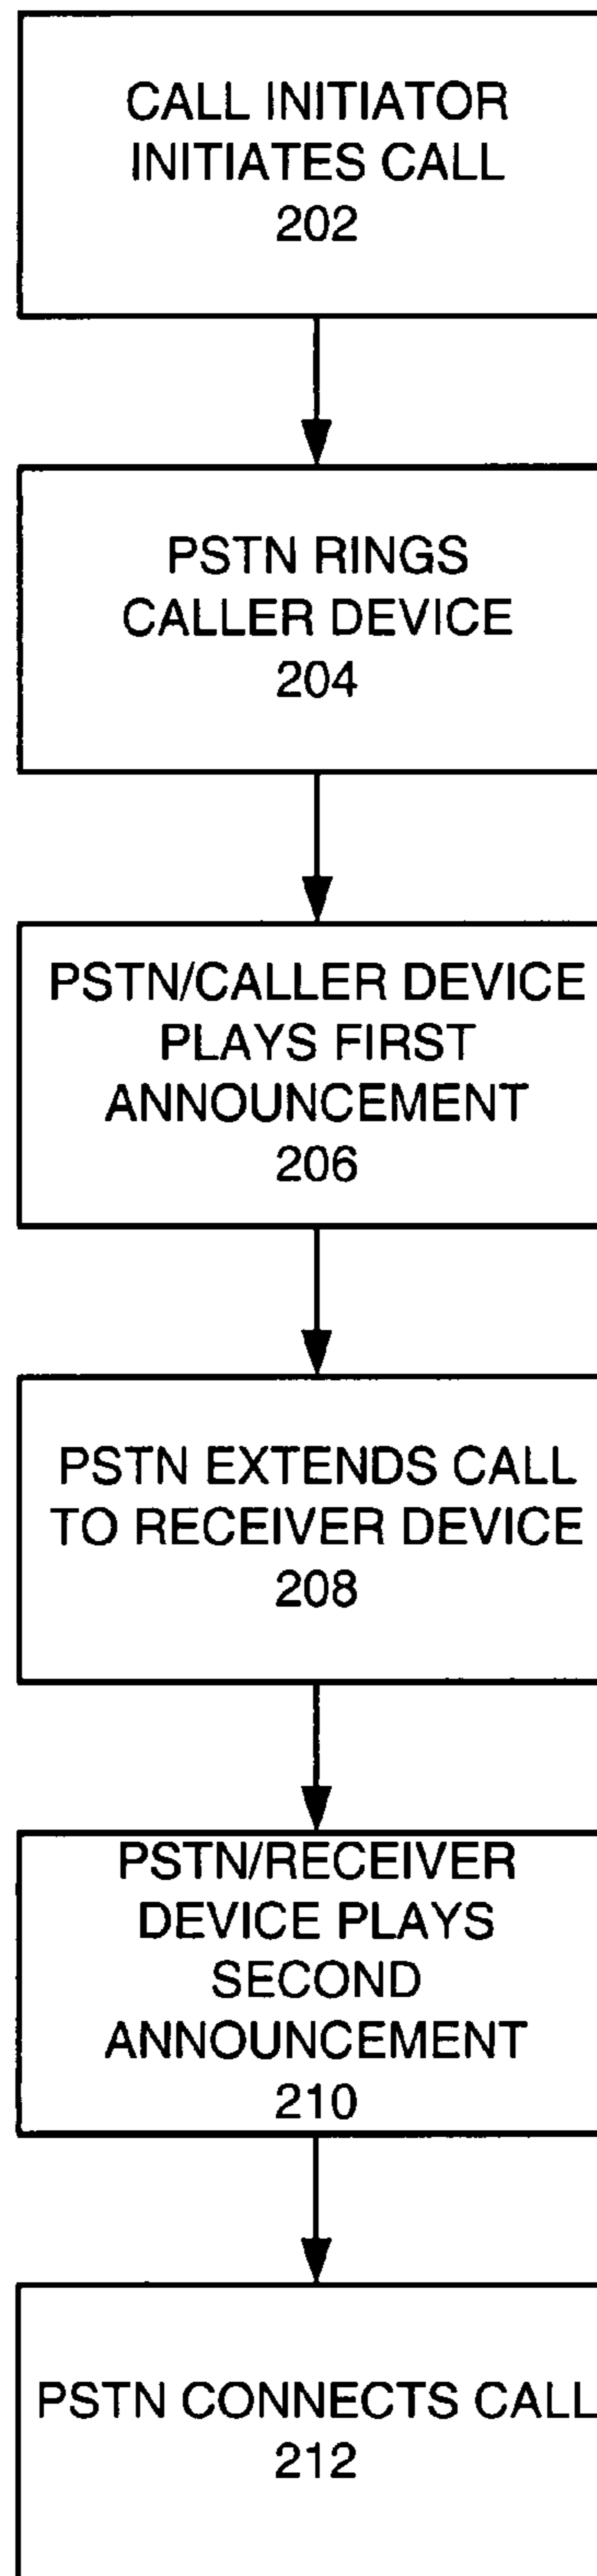 CALL INITIATOR
INITIATES CALL
202
PSTN RINGS
CALLER DEVICE
204
PSTN/CALLER DEVICE
PLAYS FIRST
ANNOUNCEMENT
206
PSTN EXTENDS CALL
TO RECEIVER DEVICE
208
PSTN/RECEIVER
DEVICE PLAYS
SECOND
ANNOUNCEMENT
210
PSTN CONNECTS CALL
212